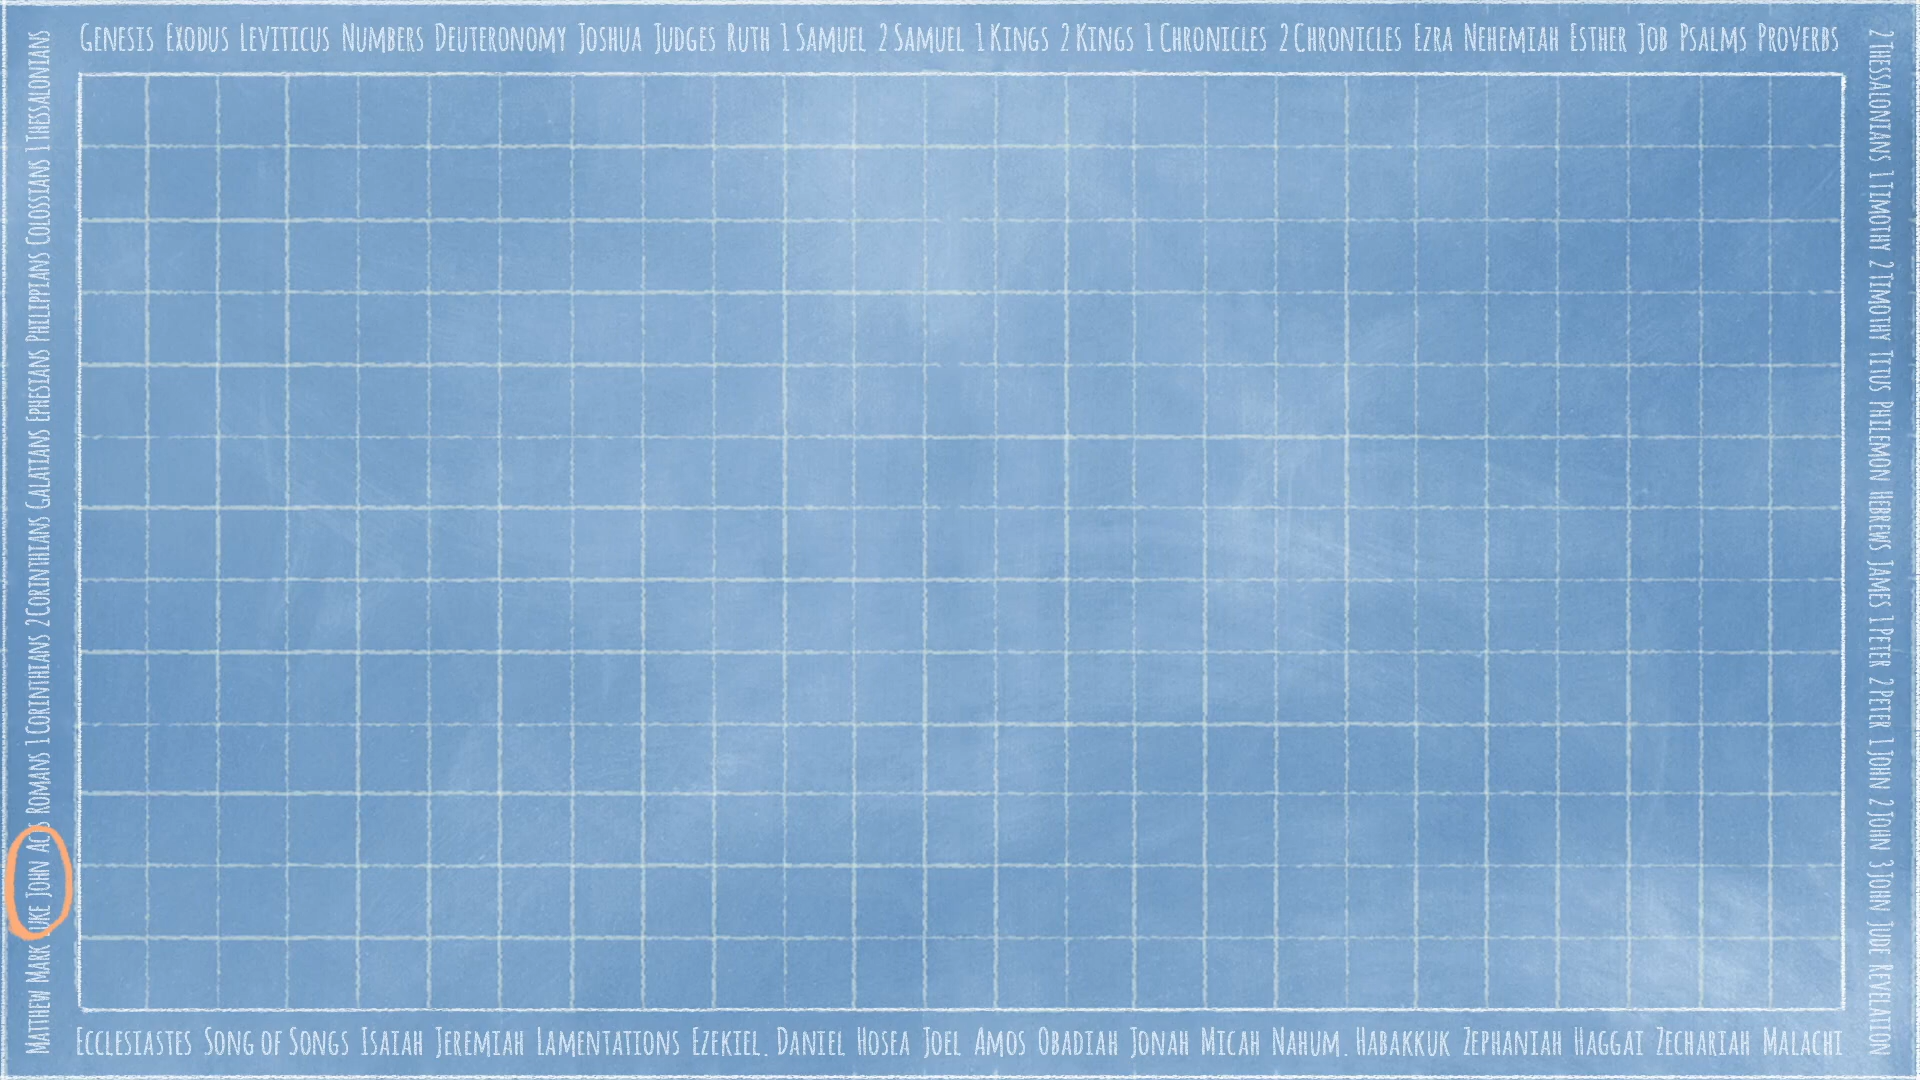 Genesis Exodus Leviticus Numbers Deuteronomy Joshua Judges Ruth 1 Samuel 2 Samuel 1 Kings 2 Kings 1 Chronicles 2 Chronicles Ezra Nehemiah Esther Job Psalms Proverbs
Ecclesiastes Song of Songs Isaiah Jeremiah Lamentations Ezekiel. Daniel Hosea Joel Amos Obadiah Jonah Micah Nahum. Habakkuk Zephaniah Haggai Zechariah Malachi
Matthew Mark Luke John Acts Romans 1 Corinthians 2 Corinthians Galatians Ephesians Philippians Colossians 1 Thessalonians
2 Thessalonians 1 Timothy 2 Timothy Titus Philemon Hebrews James 1 Peter 2 Peter 1 John 2 John 3 John Jude Revelation